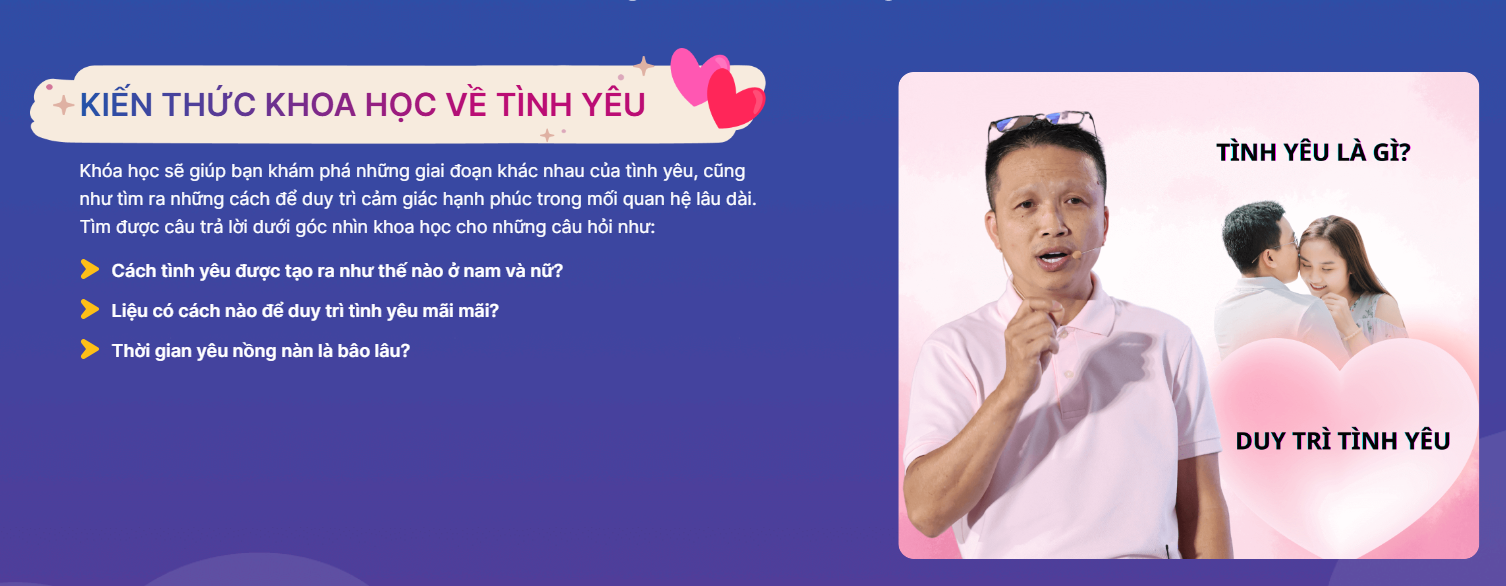 KIẾN THỨC KHOA HỌC VỀ TÌNH YÊU
Khóa học sẽ giúp bạn khám phá những giai đoạn khác nhau của tình yêu, cũng
như tìm ra những cách để duy trì cảm giác hạnh phúc trong mối quan hệ lâu dài.
Tìm được câu trả lời dưới góc nhìn khoa học cho những câu hỏi như:
Cách tình yêu được tạo ra như thế nào ở nam và nữ?
Liệu có cách nào để duy trì tình yêu mãi mãi?
Thời gian yêu nồng nàn là bâo lâu?
TÌNH YÊU LÀ GÌ?
DUY TRÌ TÌNH YÊU